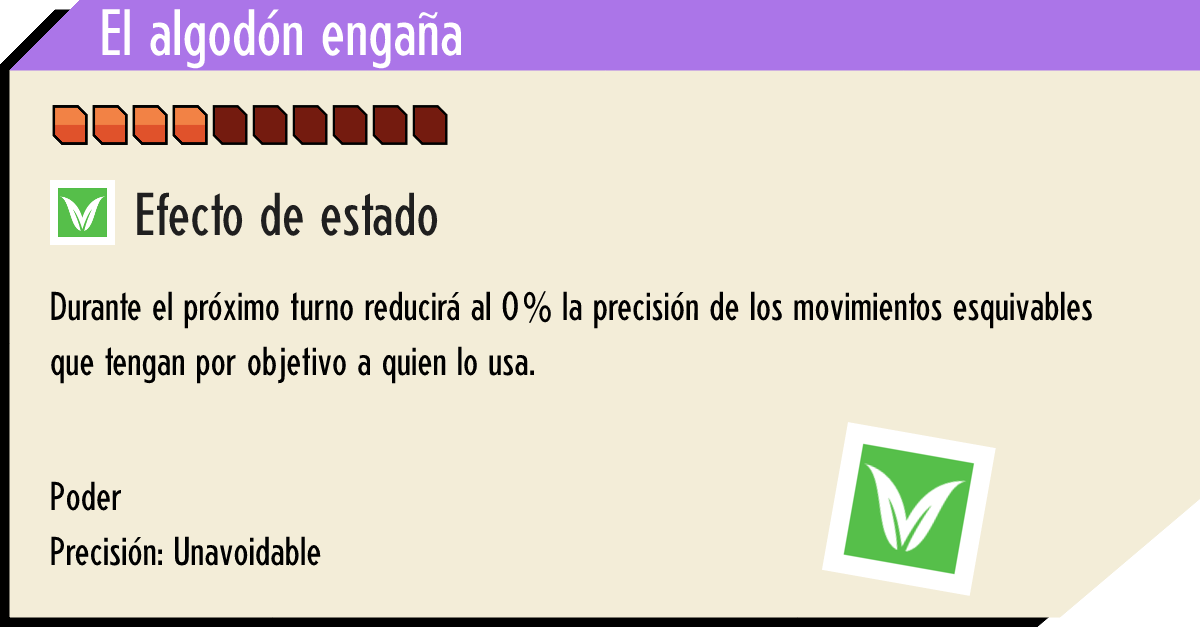 El algodón engaña
Efecto de estado
Durante el próximo turno reducirá al 0% la precisión de los movimientos esquivables
que tengan por objetivo a quien lo usa.
Poder
Precisión: Unavoidable